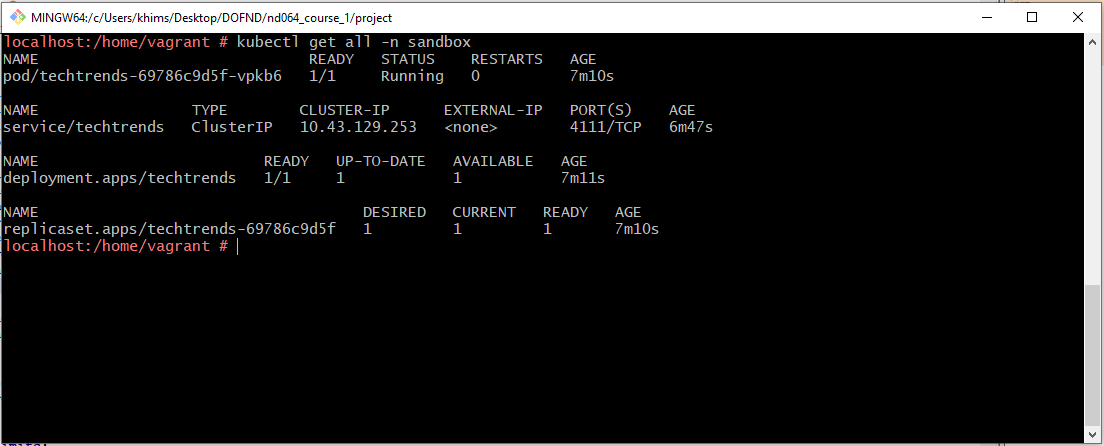 MINGW64:/c/Users/khims/Desktop/DOFND/nd064_course_1/project
localhost:/home/vagrant # kubectl get all -n sandbox
NAME                                  READY   STATUS    RESTARTS   AGE
pod/techtrends-69786c9d5f-vpkb6   1/1     Running   0          7m10s
NAME                 TYPE        CLUSTER-IP      EXTERNAL-IP   PORT(S)    AGE
service/techtrends   ClusterIP   10.43.129.253   <none>        4111/TCP   6m47s
NAME                         READY   UP-TO-DATE   AVAILABLE   AGE
deployment.apps/techtrends   1/1     1            1           7m11s
NAME                                    DESIRED   CURRENT   READY   AGE
replicaset.apps/techtrends-69786c9d5f   1         1         1       7m10s
localhost:/home/vagrant #